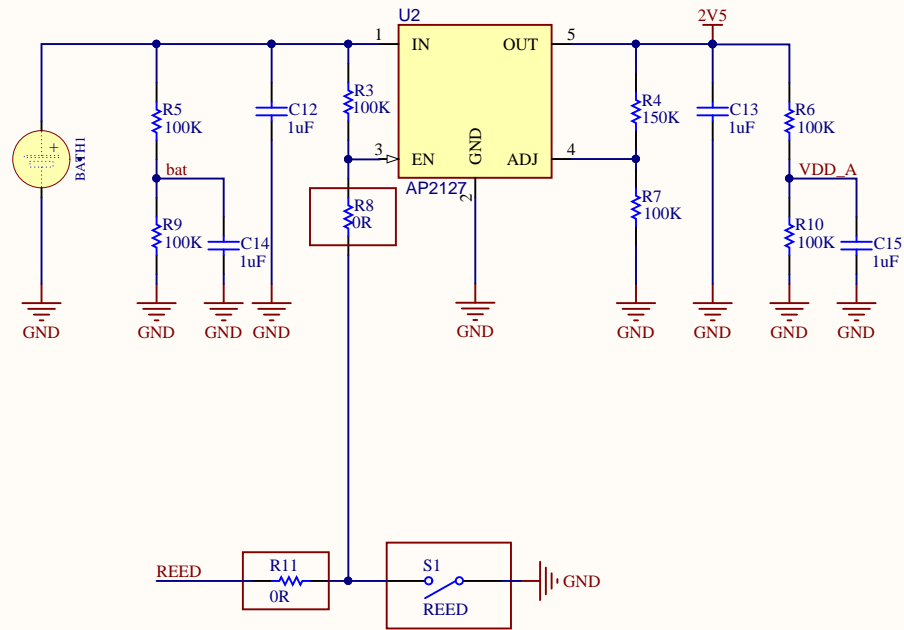 U2
2V5
1
IN
OUT
5
R3
100K
C12
1uF
R5
100K
R4
150K
C13
1uF
R6
100K
+
BATH1
bat
3
EN
GND
ADJ
4
VDD_A
AP2127
2
R8
0R
R7
100K
R9
100K
C14
1uF
R10
100K
C15
1uF
GND
GND
GND
GND
GND
GND
GND
GND
GND
REED
R11
0R
S1
REED
GND